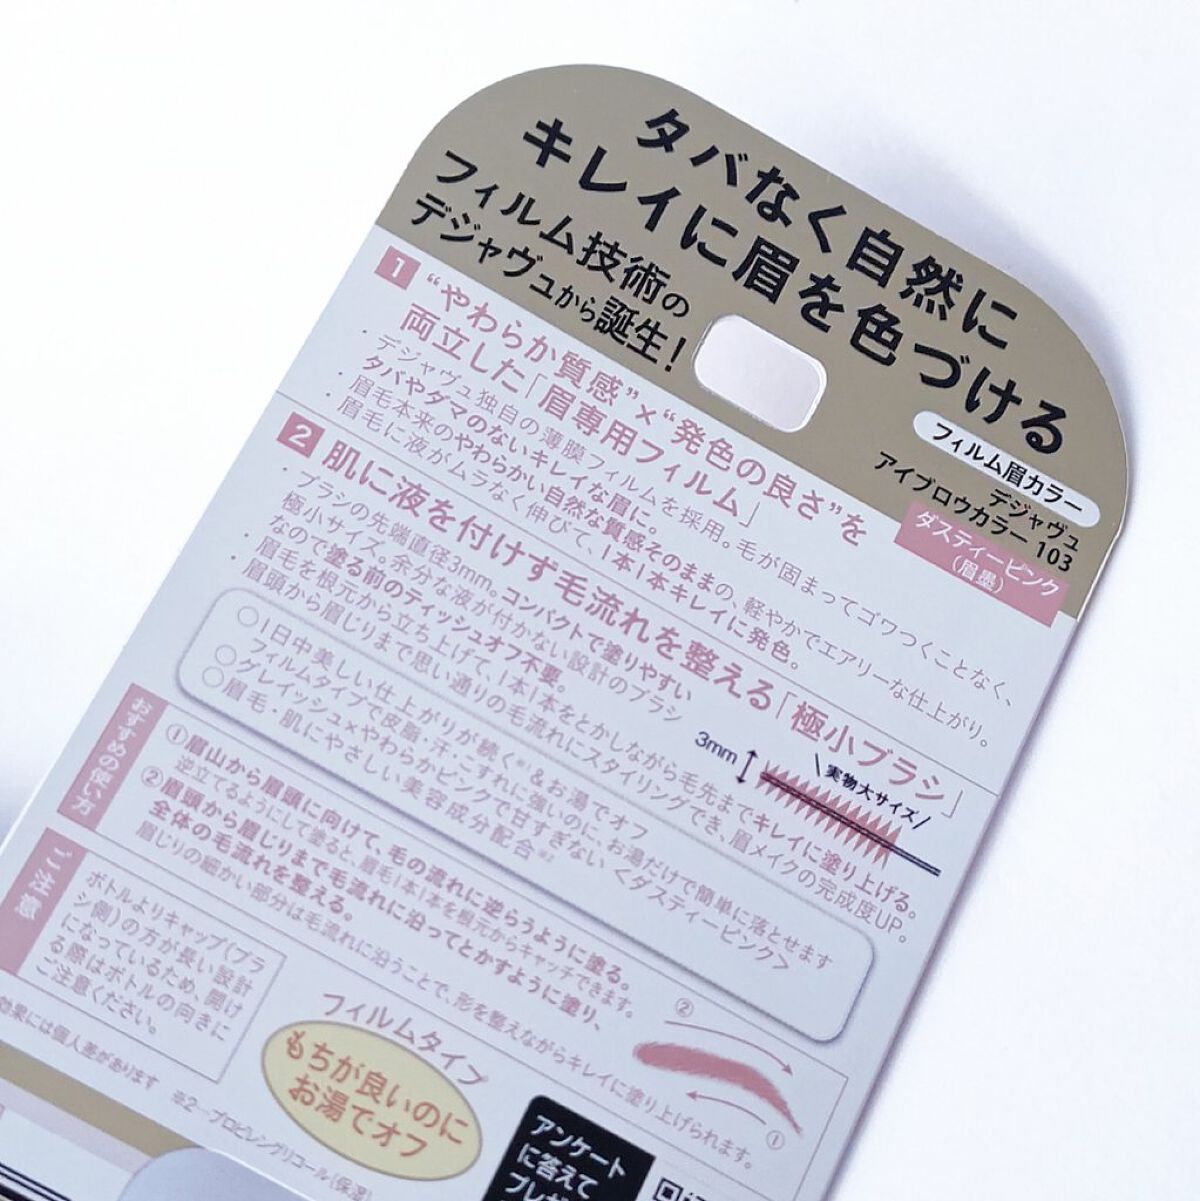 タバなく自然に
キレイに眉を色づける
フィルム技術の
デジャヴュから誕生!
フィルム眉カラー
デジャヴュ
アイブロウカラー 103
ダスティーピンク
(眉墨)
1 “やわらか質感”×“発色の良さ”を
両立した「眉専用フィルム」
・デジャヴュ独自の薄膜フィルムを採用。毛が固まってゴワつくことなく、
タバやダマのないキレイな眉に。
・眉毛本来のやわらかい自然な質感そのままの、軽やかでエアリーな仕上がり。
・眉毛に液がムラなく伸びて、1本1本キレイに発色。
2 肌に液を付けず毛流れを整える「極小ブラシ」
・ブラシの先端直径3mm。コンパクトで塗りやすい
極小サイズ。余分な液が付かない設計のブラシ
なので塗る前のティッシュオフ不要。
・眉毛を根元から立ち上げて、1本1本をとかしながら毛先までキレイに塗り上げる。
・眉頭から眉じりまで思い通りの毛流れにスタイリングでき、眉メイクの完成度UP。
3mm
\実物大サイズ/
○1日中美しい仕上がりが続く※1&お湯でオフ
フィルムタイプで皮脂・汗・こすれに強いのに、お湯だけで簡単に落とせます
○グレイッシュ×やわらかピンクで甘すぎない<ダスティーピンク>
○眉毛・肌にやさしい美容成分配合※2
おすすめの使い方
①眉山から眉頭に向けて、毛の流れに逆らうように塗る。
逆立てるようにして塗ると、眉毛1本1本を根元からキャッチできます。
②眉頭から眉じりまで毛流れに沿ってとかすように塗り、
全体の毛流れを整える。
眉じりの細かい部分は毛流れに沿うことで、形を整えながらキレイに塗り上げられます。
②
①
ご注意
ボトルよりキャップ(ブラ
シ側)の方が長い設計
になっているため、開け
る際はボトルの向きに
ご注意ください。
効果には個人差があります
※2…プロピレングリコール(保湿)
フィルムタイプ
もちが良いのに
お湯でオフ
アンケート
に答えて